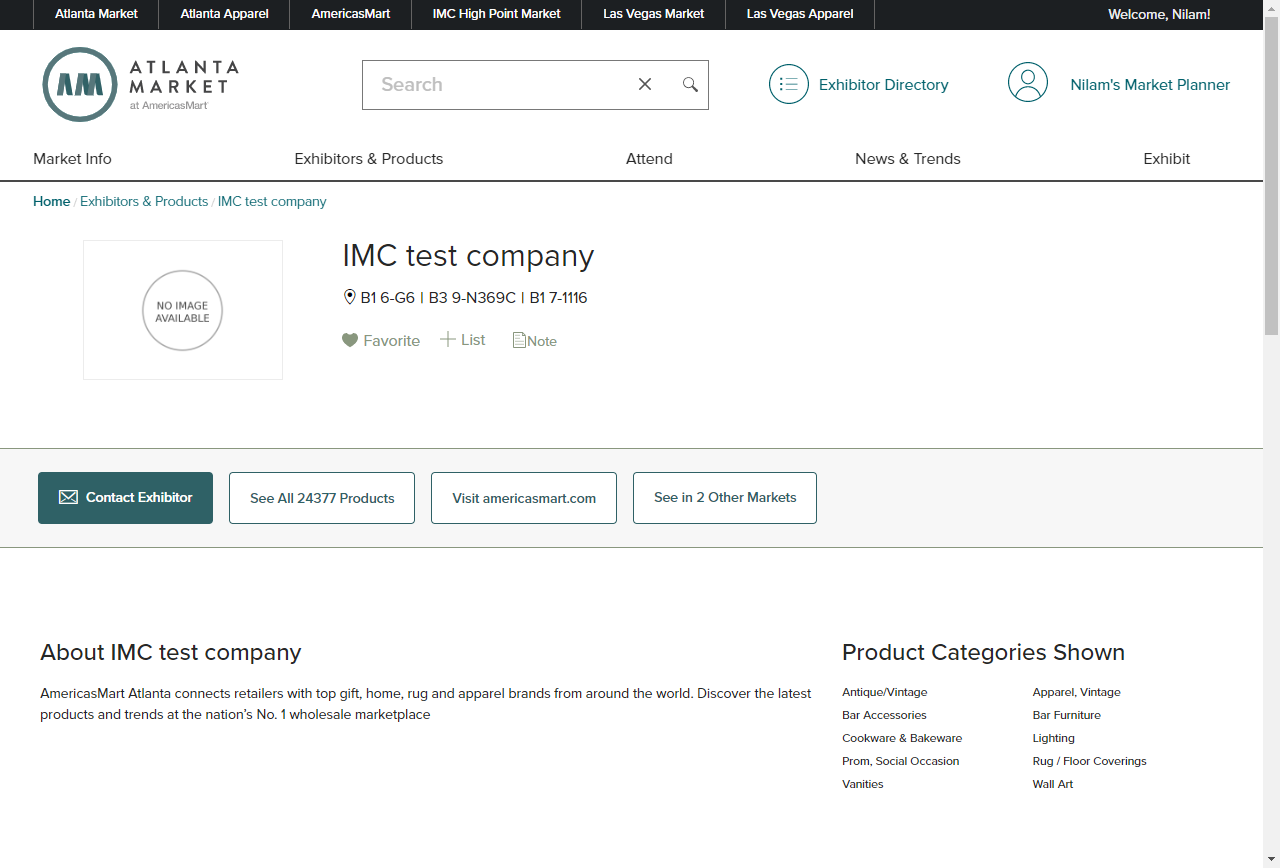 Atlanta Market Atlanta Apparel AmericasMart IMC High Point Market Las Vegas Market Las Vegas Apparel Welcome, Nilam!
AM ATLANTA MARKET at AmericasMart
Search
Exhibitor Directory
Nilam's Market Planner
Market Info Exhibitors & Products Attend News & Trends Exhibit
Home / Exhibitors & Products / IMC test company
NO IMAGE
AVAILABLE
IMC test company
B1 6-G6 | B3 9-N369C | B1 7-1116
Favorite List Note
Contact Exhibitor See All 24377 Products Visit americasmart.com See in 2 Other Markets
About IMC test company
AmericasMart Atlanta connects retailers with top gift, home, rug and apparel brands from around the world. Discover the latest
products and trends at the nation’s No. 1 wholesale marketplace
Product Categories Shown
Antique/Vintage Apparel, Vintage
Bar Accessories Bar Furniture
Cookware & Bakeware Lighting
Prom, Social Occasion Rug / Floor Coverings
Vanities Wall Art